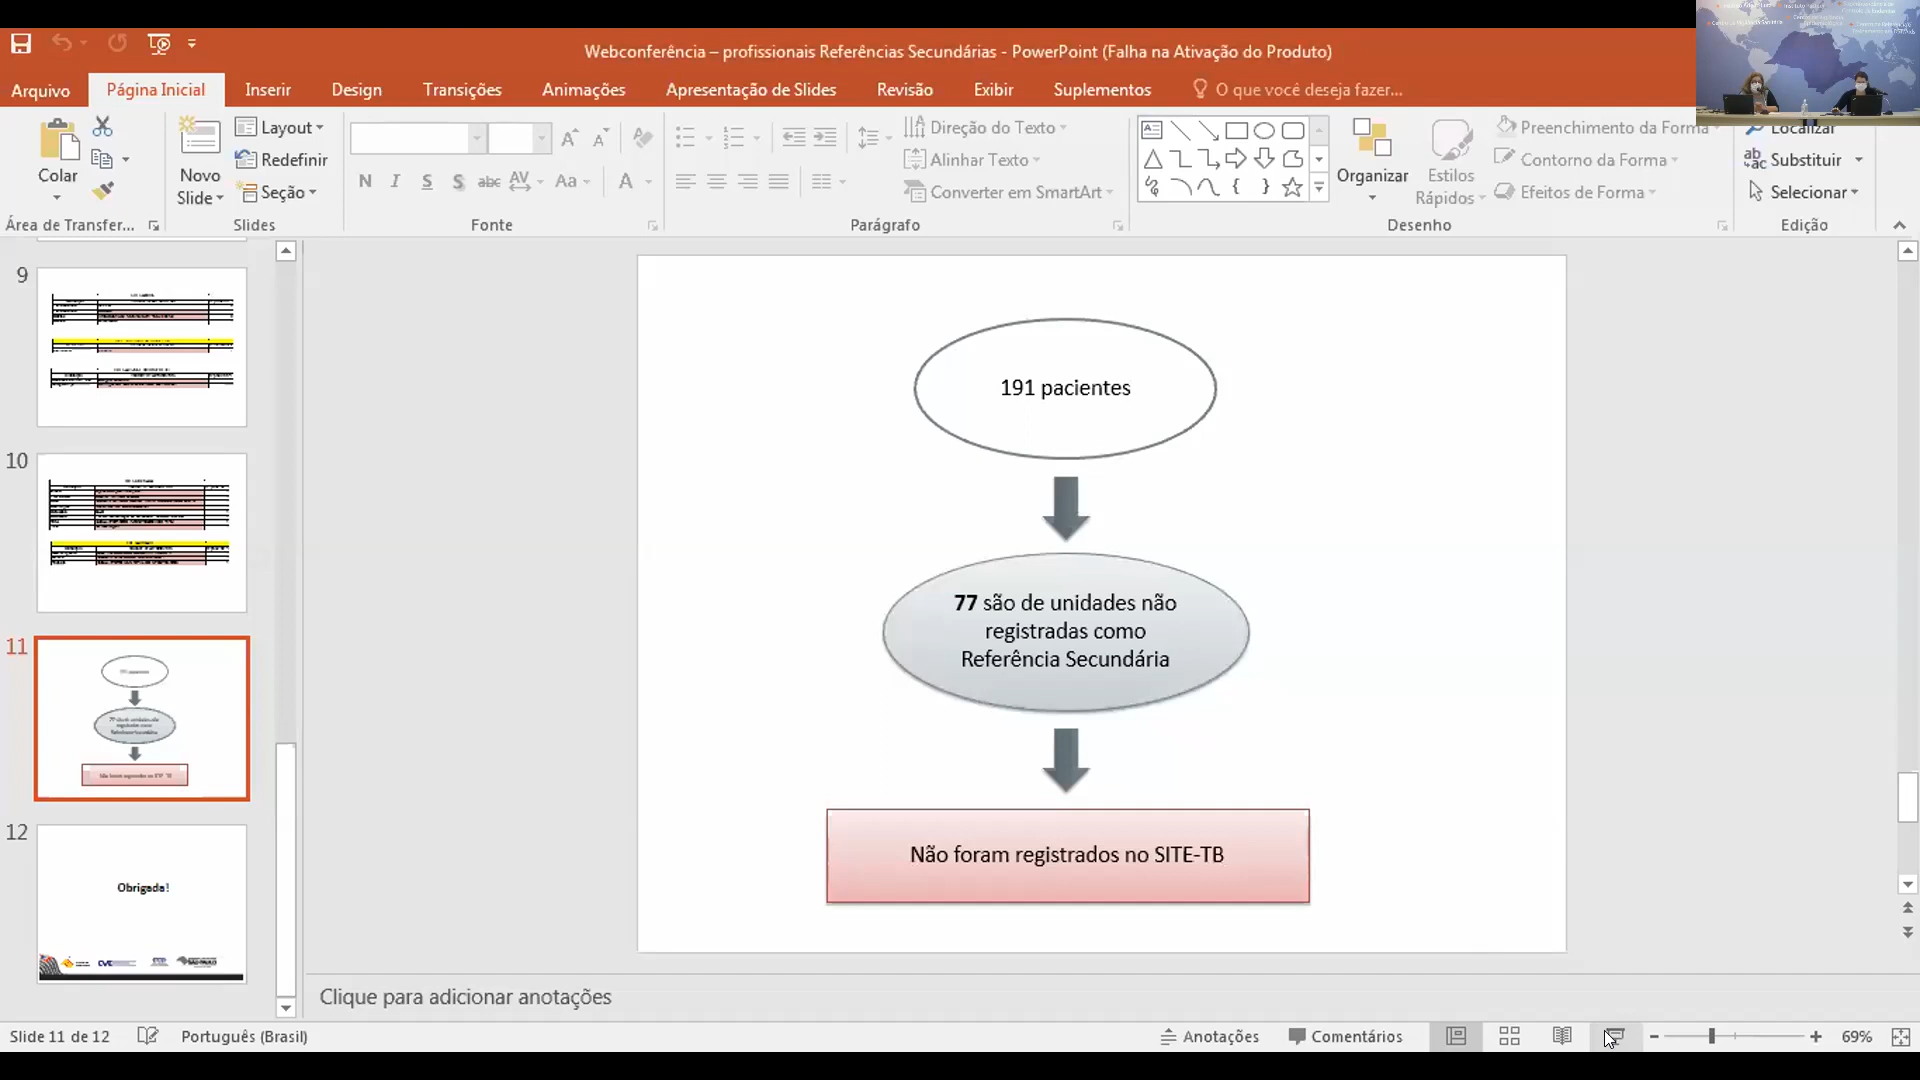 Webconferência – profissionais Referências Secundárias - PowerPoint (Falha na Ativação do Produto)
Arquivo
Página Inicial
Inserir
Design
Transições
Animações
Apresentação de Slides
Revisão
Exibir
Suplementos
O que você deseja fazer...
Colar
Novo
Slide
Layout
Redefinir
Seção
N I S S abc AV Aa A
Direção do Texto
Alinhar Texto
Converter em SmartArt
Organizar
Estilos
Rápidos
Preenchimento da Forma
Contorno da Forma
Efeitos de Forma
Localizar
Substituir
Selecionar
Área de Transfer...
Slides
Fonte
Parágrafo
Desenho
Edição
9
10
11
12
Obrigada!
191 pacientes
77 são de unidades não
registradas como
Referência Secundária
Não foram registrados no SITE-TB
Clique para adicionar anotações
Slide 11 de 12
Português (Brasil)
Anotações
Comentários
69%